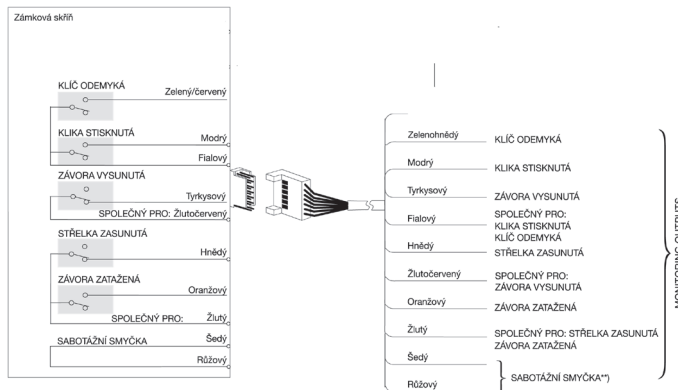 Zámková skříň
KLÍČ ODEMYKÁ
Zelený/červený
KLIKA STISKNUTÁ
Modrý
Fialový
ZÁVORA VYSUNUTÁ
Tyrkysový
SPOLEČNÝ PRO: Žlutočervený
STŘELKA ZASUNUTÁ
Hnědý
ZÁVORA ZATAŽENÁ
Oranžový
SPOLEČNÝ PRO: Žlutý
SABOTÁŽNÍ SMYČKA
Šedý
Růžový
Zelenohnědý
KLÍČ ODEMYKÁ
Modrý
KLIKA STISKNUTÁ
Tyrkysový
ZÁVORA VYSUNUTÁ
Fialový
SPOLEČNÝ PRO:
KLIKA STISKNUTÁ
KLÍČ ODEMYKÁ
Hnědý
STŘELKA ZASUNUTÁ
Žlutočervený
SPOLEČNÝ PRO:
ZÁVORA VYSUNUTÁ
Oranžový
ZÁVORA ZATAŽENÁ
Žlutý
SPOLEČNÝ PRO: STŘELKA ZASUNUTÁ
ZÁVORA ZATAŽENÁ
Šedý
SABOTÁŽNÍ SMYČKA**)
Růžový
MONITORING OUTPUTS